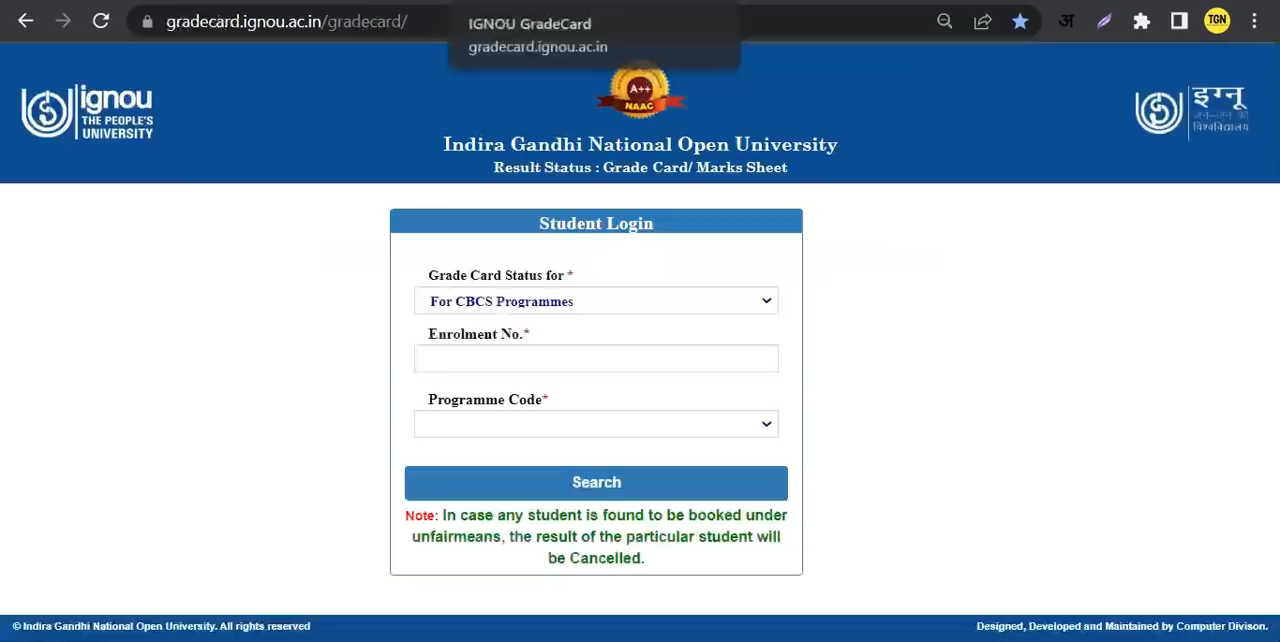 gradecard.ignou.ac.in/gradecard/
IGNOU GradeCard
gradecard.ignou.ac.in
अ
TGN
ignou
THE PEOPLE'S
UNIVERSITY
A++
NAAC
इग्नू
जन-जन का
विश्वविद्यालय
Indira Gandhi National Open University
Result Status : Grade Card/ Marks Sheet
Student Login
Grade Card Status for *
For CBCS Programmes
Enrolment No.*
Programme Code*
Search
Note: In case any student is found to be booked under
unfairmeans, the result of the particular student will
be Cancelled.
© Indira Gandhi National Open University. All rights reserved
Designed, Developed and Maintained by Computer Divison.